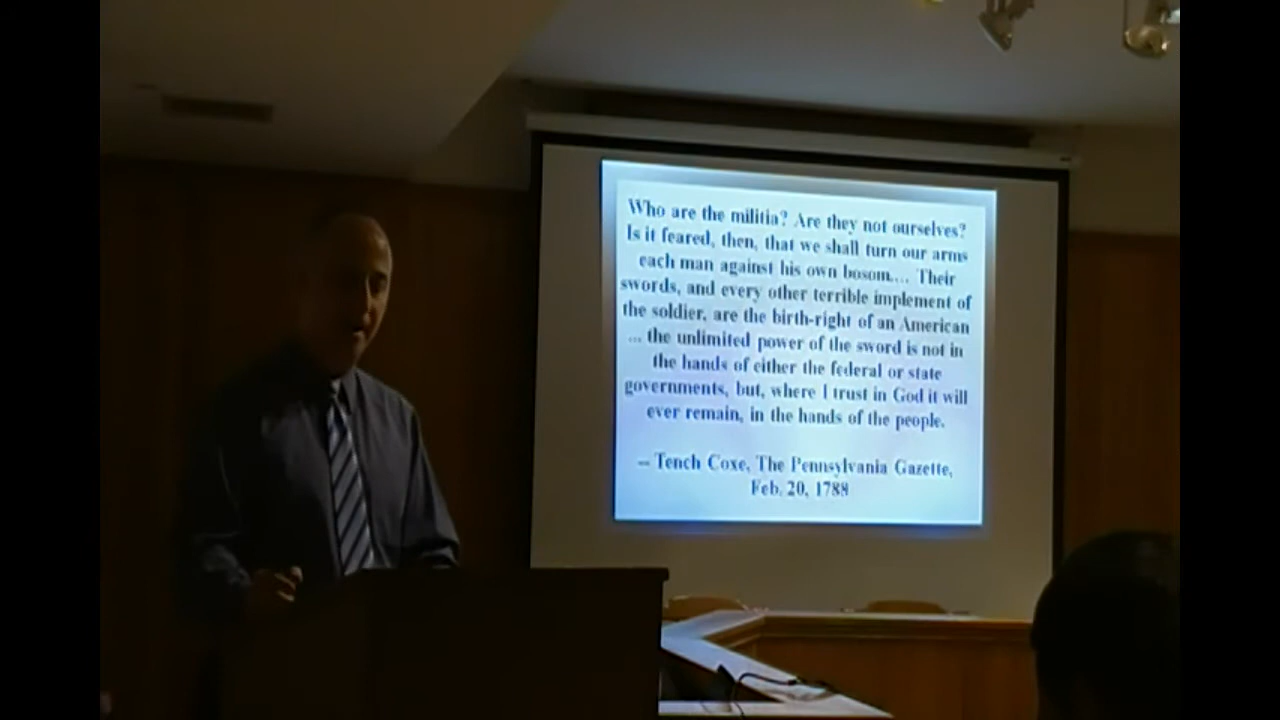 Who are the militia? Are they not ourselves?
Is it feared, then, that we shall turn our arms
each man against his own bosom.... Their
swords, and every other terrible implement of
the soldier, are the birth-right of an American
... the unlimited power of the sword is not in
the hands of either the federal or state
governments, but, where I trust in God it will
ever remain, in the hands of the people.
-- Tench Coxe, The Pennsylvania Gazette,
Feb. 20, 1788